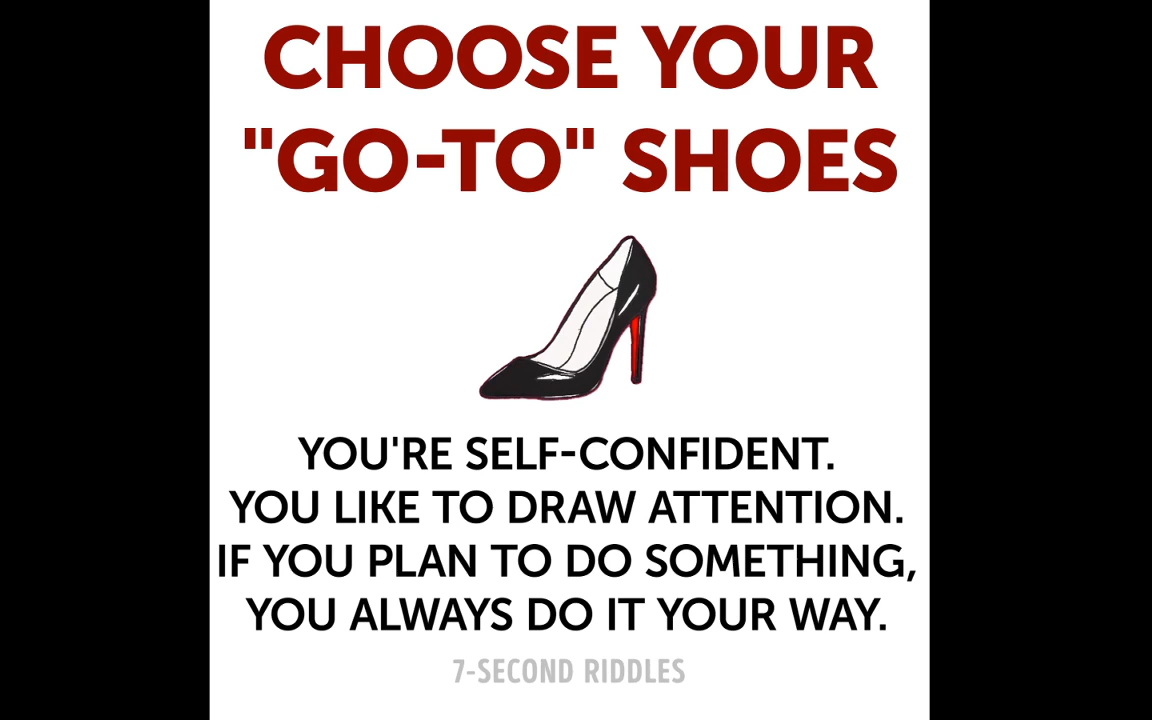 CHOOSE YOUR
"GO-TO" SHOES
YOU'RE SELF-CONFIDENT.
YOU LIKE TO DRAW ATTENTION.
IF YOU PLAN TO DO SOMETHING,
YOU ALWAYS DO IT YOUR WAY.
7-SECOND RIDDLES